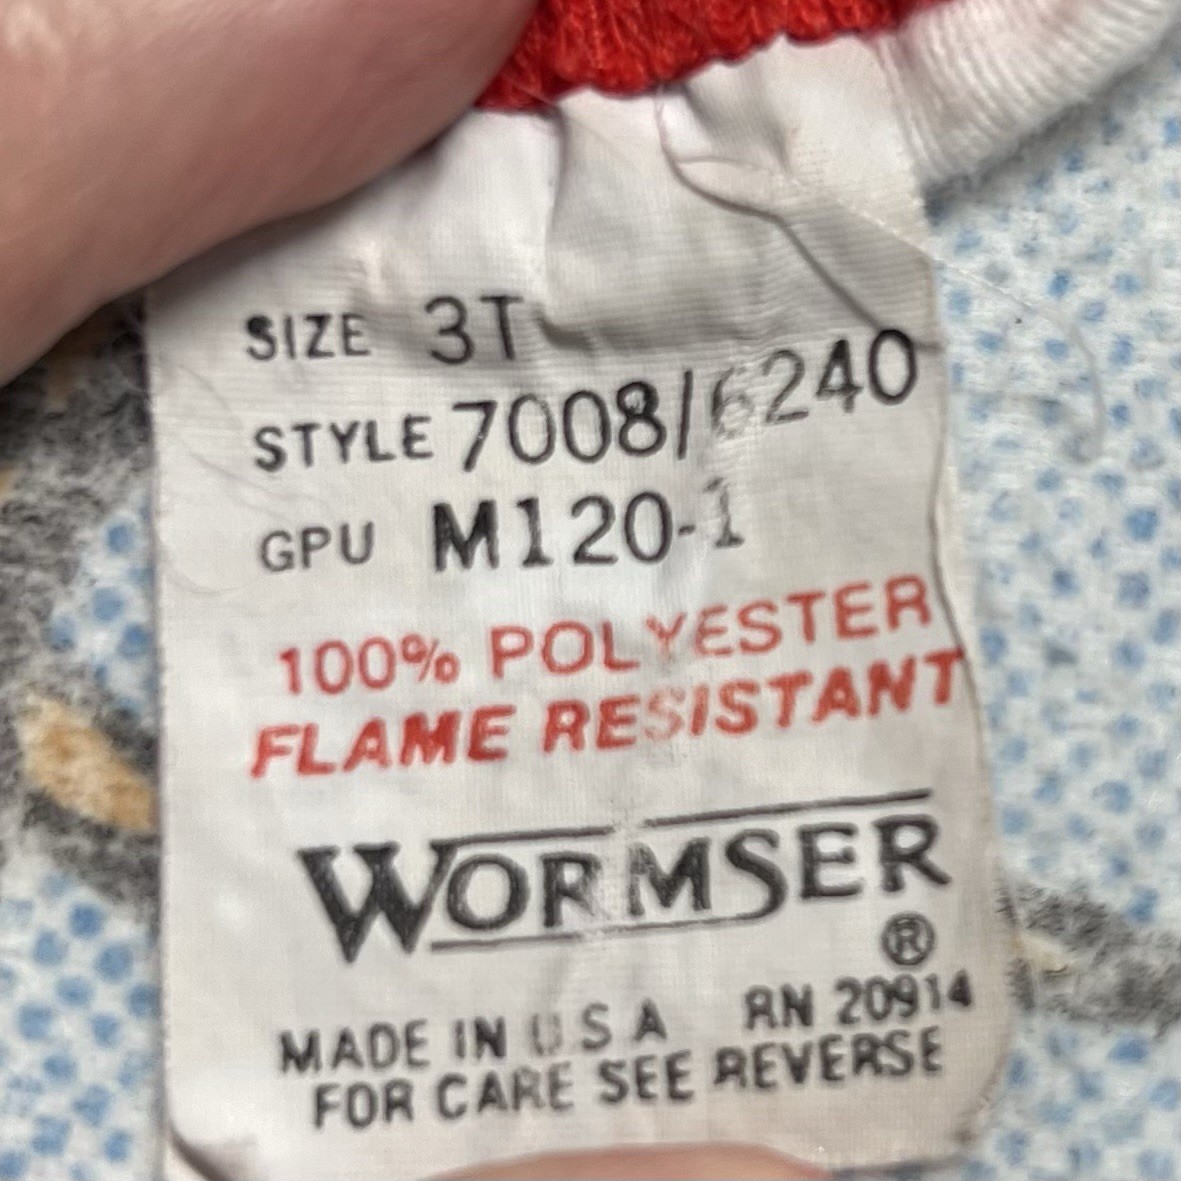 SIZE 3T
STYLE 7008/6240
GPU M120-1
100% POLYESTER
FLAME RESISTANT
WORMSER
®
MADE IN U S A RN 20914
FOR CARE SEE REVERSE